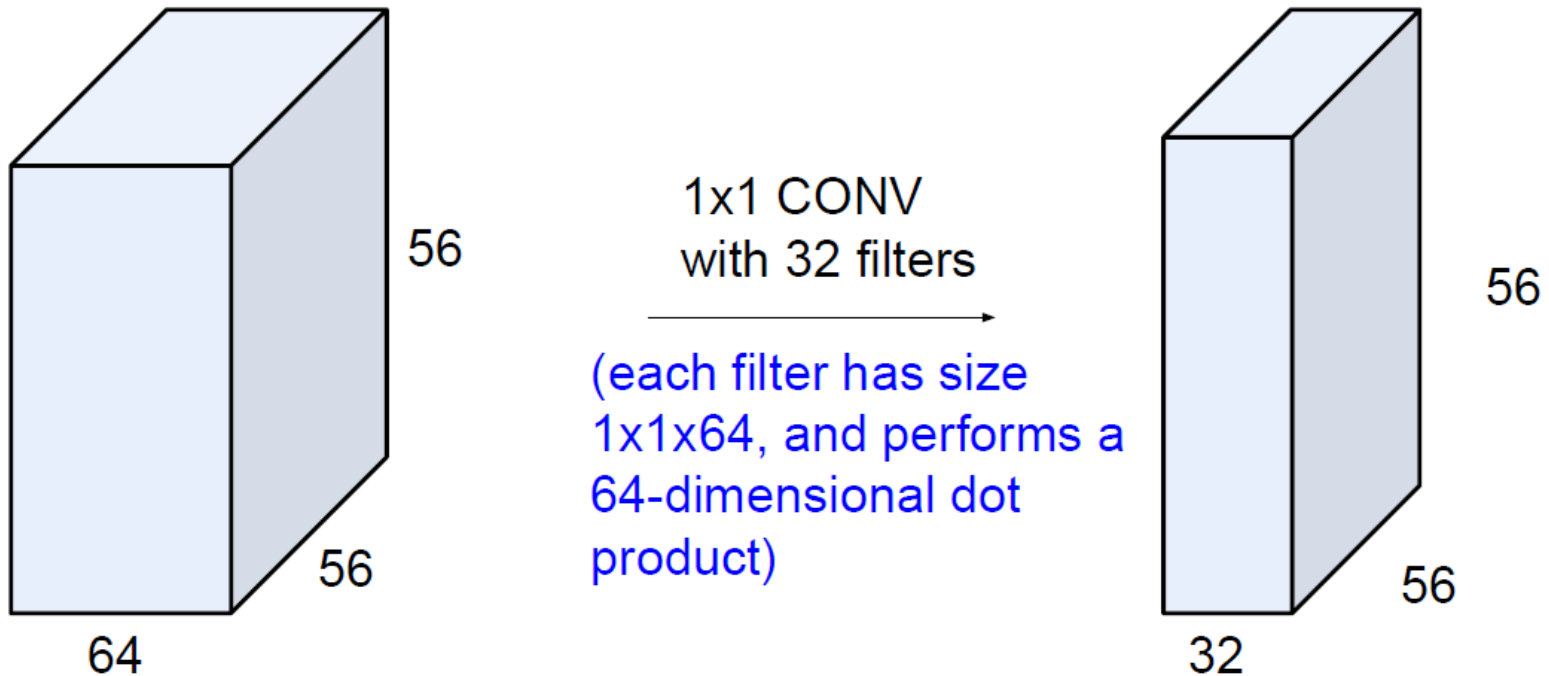 56
56
64
1x1 CONV
with 32 filters
(each filter has size
1x1x64, and performs a
64-dimensional dot
product)
56
56
32